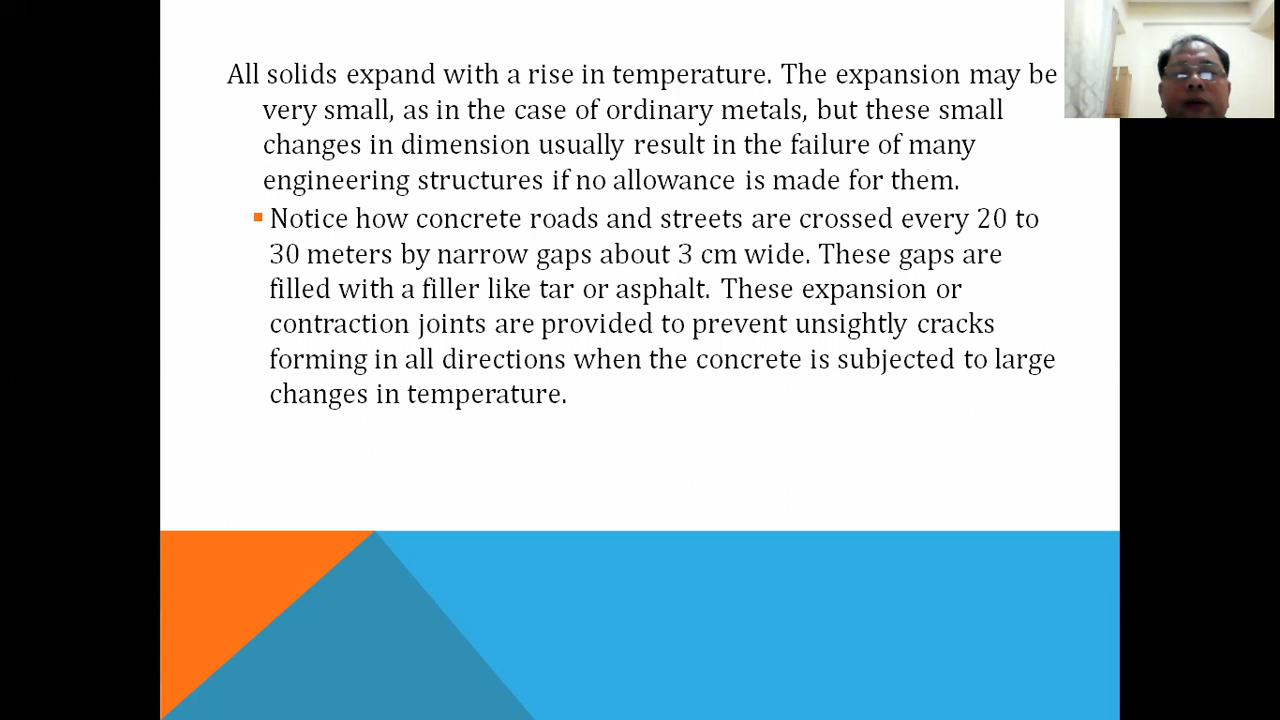 All solids expand with a rise in temperature. The expansion may be
very small, as in the case of ordinary metals, but these small
changes in dimension usually result in the failure of many
engineering structures if no allowance is made for them.
Notice how concrete roads and streets are crossed every 20 to
30 meters by narrow gaps about 3 cm wide. These gaps are
filled with a filler like tar or asphalt. These expansion or
contraction joints are provided to prevent unsightly cracks
forming in all directions when the concrete is subjected to large
changes in temperature.